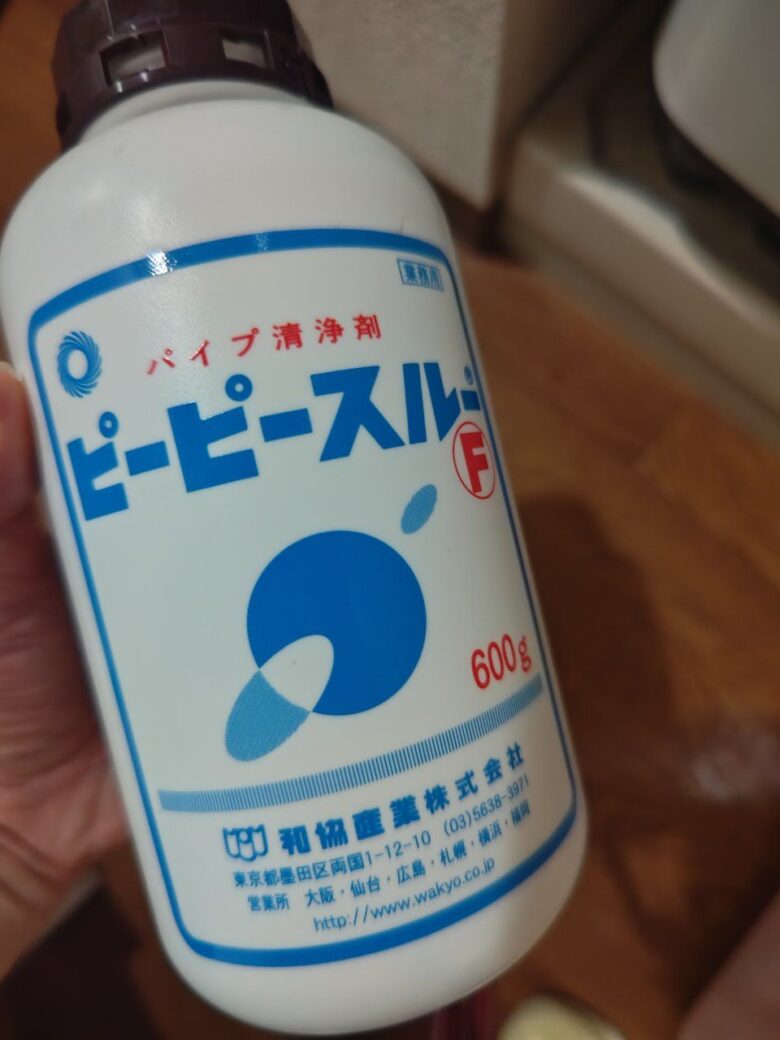 業務用
パイプ清浄剤
ピーピースルー®
F
600g
和協産業株式会社
東京都墨田区両国1-12-10 (03)5638-3971
営業所 大阪・仙台・広島・札幌・横浜・福岡
http://www.wakyo.co.jp